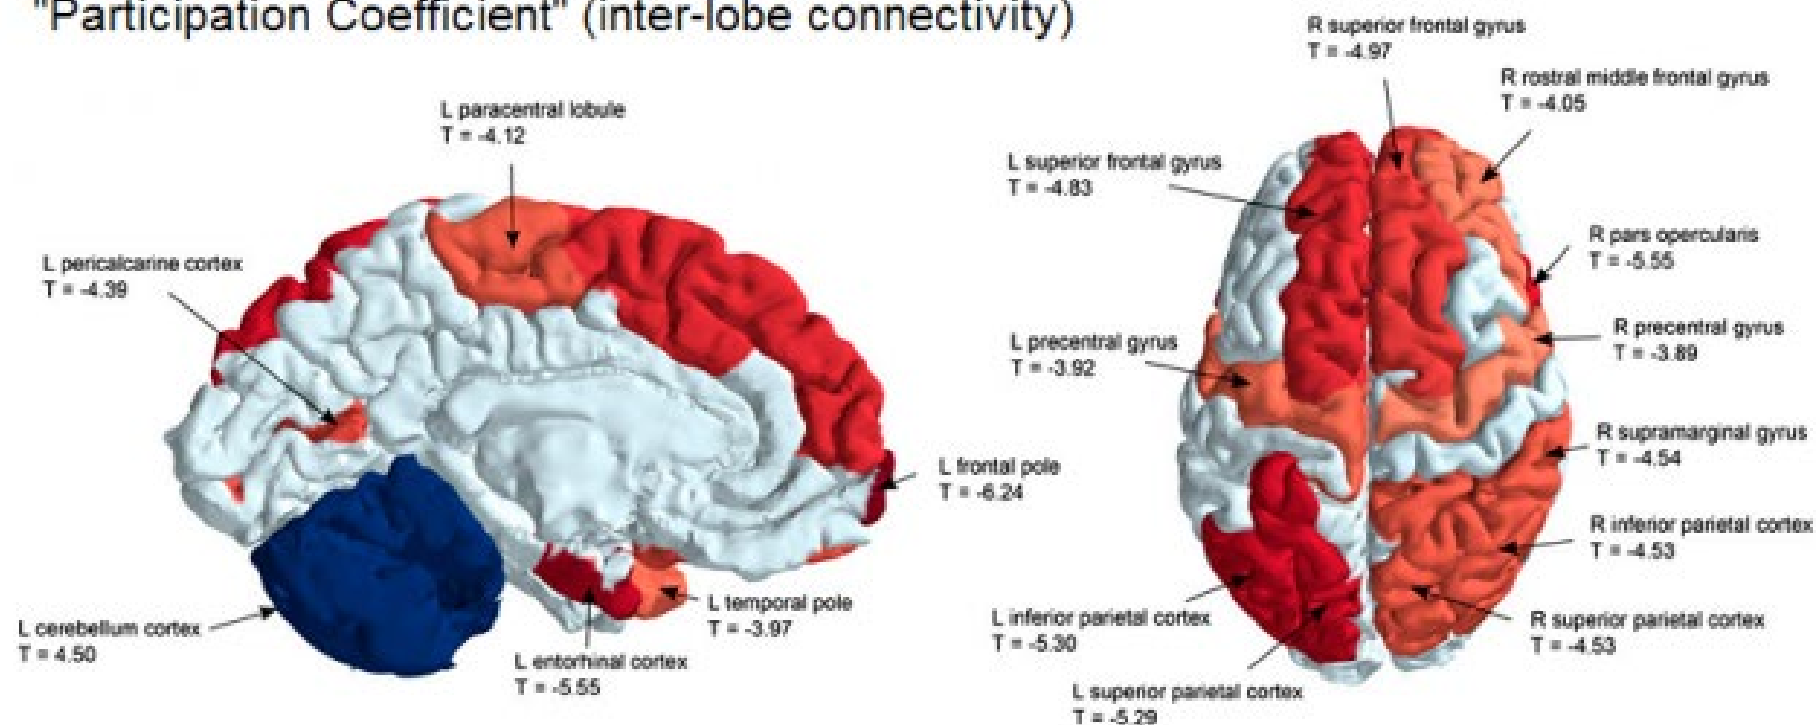 "Participation Coefficient" (inter-lobe connectivity)
L paracentral lobule
T = -4.12
L pericalcarine cortex
T = -4.39
L frontal pole
T = -6.24
L temporal pole
T = -3.97
L cerebellum cortex
T = 4.50
L entorhinal cortex
T = -5.55
R superior frontal gyrus
T = -4.97
R rostral middle frontal gyrus
T = -4.05
L superior frontal gyrus
T = -4.83
R pars opercularis
T = -5.55
R precentral gyrus
T = -3.89
L precentral gyrus
T = -3.92
R supramarginal gyrus
T = -4.54
R inferior parietal cortex
T = -4.53
L inferior parietal cortex
T = -5.30
R superior parietal cortex
T = -4.53
L superior parietal cortex
T = -5.29